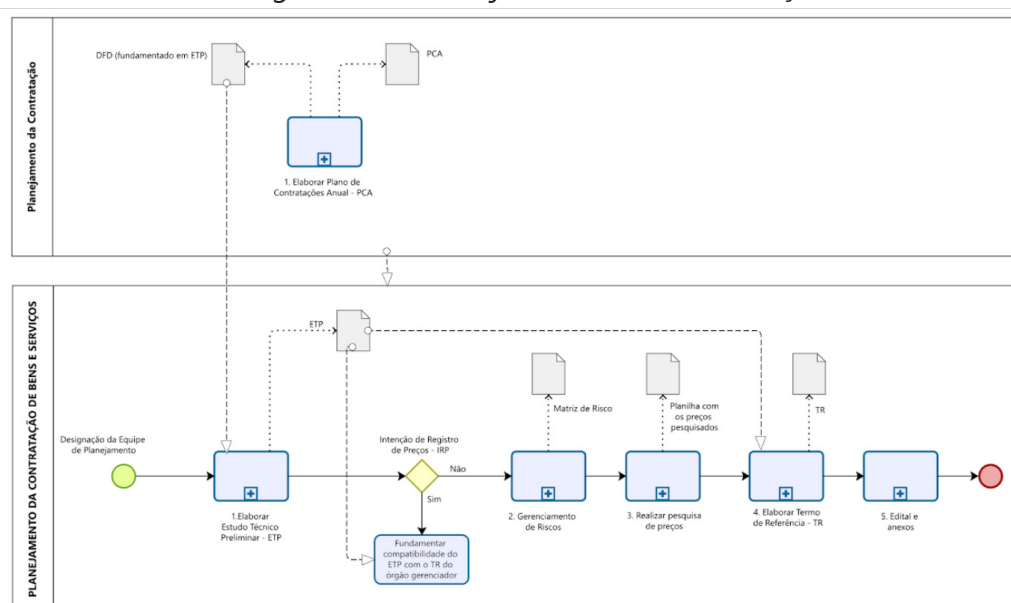 Planejamento da Contratação
DFD (fundamentado em ETP)
PCA
1. Elaborar Plano de
Contratações Anual - PCA
PLANEJAMENTO DA CONTRATAÇÃO DE BENS E SERVIÇOS
ETP
Matriz de Risco
Planilha com
os preços
pesquisados
TR
Designação da Equipe
de Planejamento
Intenção de Registro
de Preços - IRP
Não
Sim
1.Elaborar
Estudo Técnico
Preliminar - ETP
2. Gerenciamento
de Riscos
3. Realizar pesquisa
de preços
4. Elaborar Termo
de Referência - TR
5. Edital e
anexos
Fundamentar
compatibilidade do
ETP com o TR do
órgão gerenciador